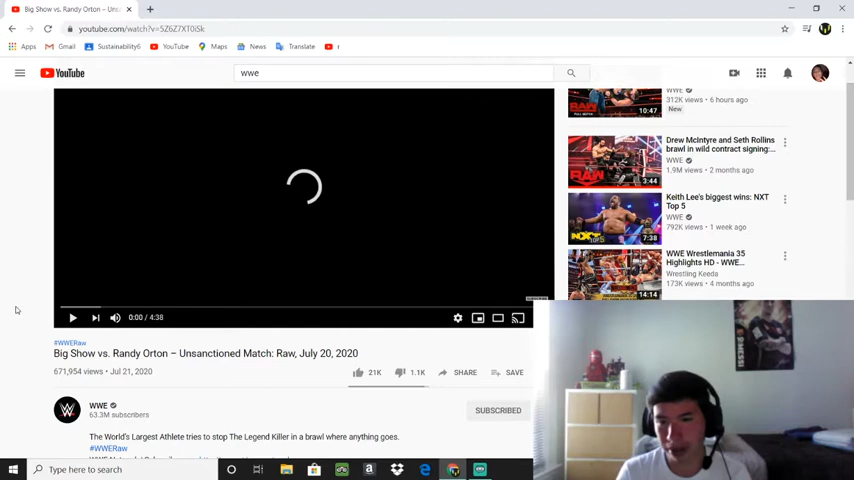 Big Show vs. Randy Orton – Unsa
youtube.com/watch?v=5Z6Z7XT0iSk
Apps Gmail Sustainability6 YouTube Maps News Translate
YouTube
wwe
WWE
312K views • 6 hours ago
New
10:47
RAW
Drew McIntyre and Seth Rollins
brawl in wild contract signing:...
WWE
1.9M views • 2 months ago
RAW
3:44
Keith Lee's biggest wins: NXT
Top 5
WWE
792K views • 1 week ago
NXT
7:38
WWE Wrestlemania 35
Highlights HD - WWE...
Wrestling Keeda
173K views • 4 months ago
14:14
0:00 / 4:38
#WWERaw
Big Show vs. Randy Orton – Unsanctioned Match: Raw, July 20, 2020
671,954 views • Jul 21, 2020
21K 1.1K SHARE SAVE
WWE
63.3M subscribers
SUBSCRIBED
The World's Largest Athlete tries to stop The Legend Killer in a brawl where anything goes.
#WWERaw
MESSI
Type here to search